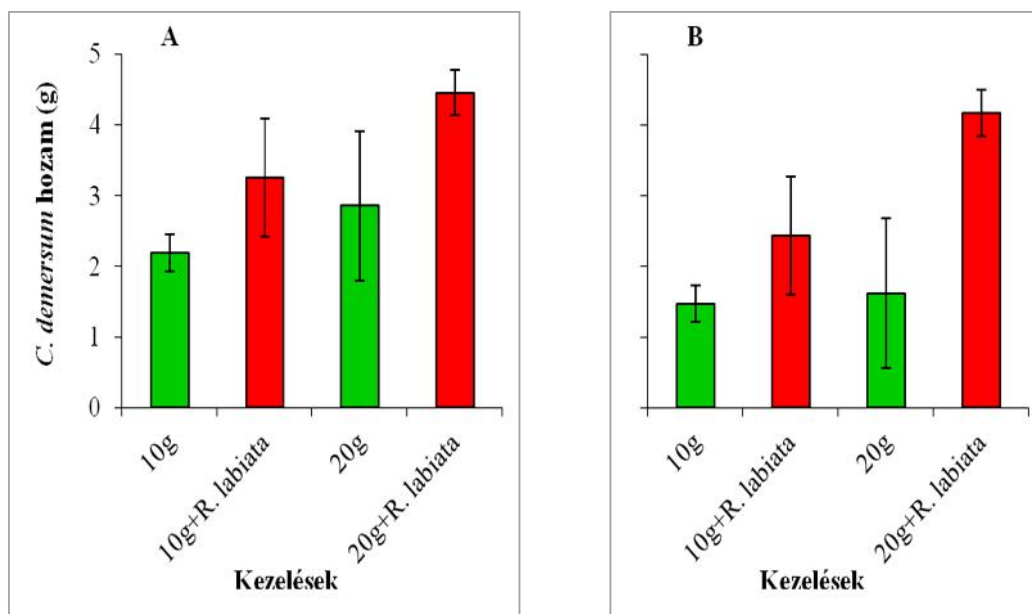 A
C. demersum hozam (g)
5
4
3
2
1
0
10g
10g+R. labiata
20g
20g+R. labiata
Kezelések
B
10g
10g+R. labiata
20g
20g+R. labiata
Kezelések